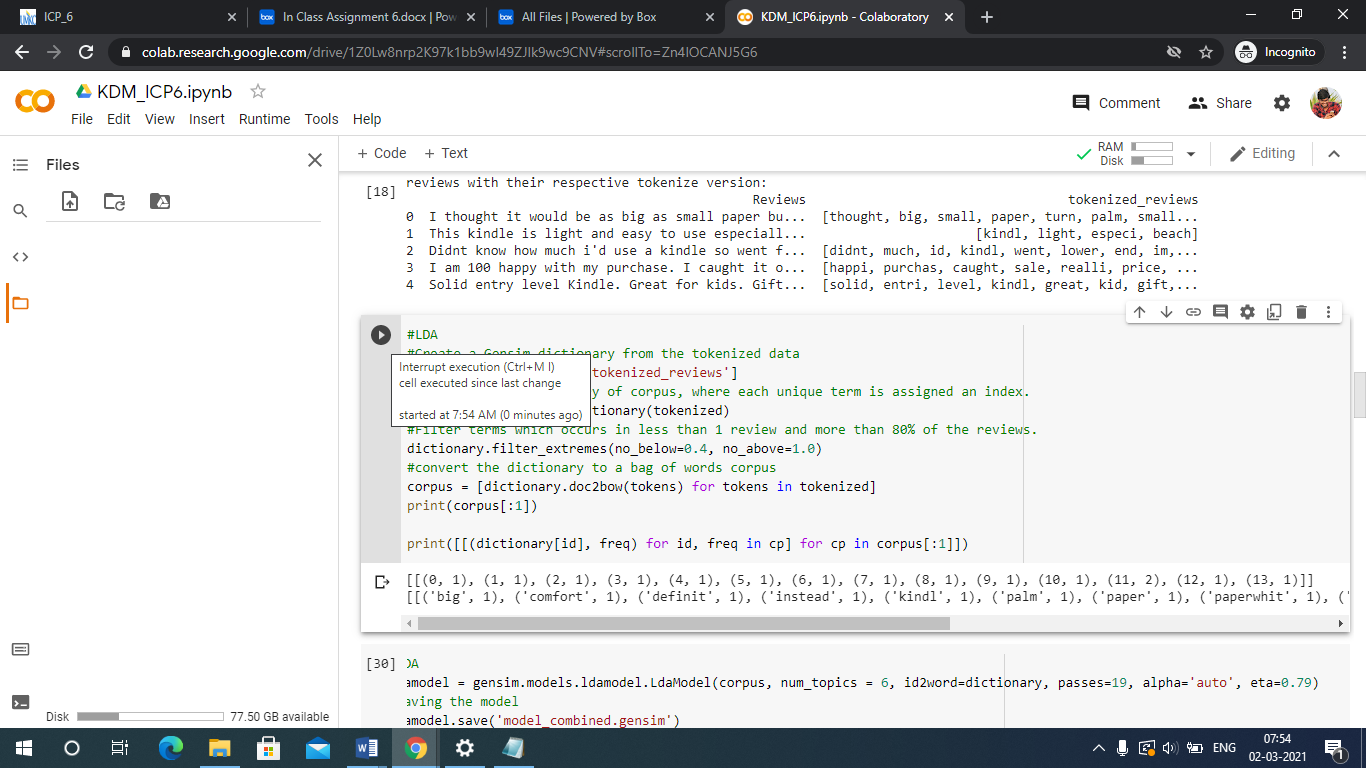 ICP_6
In Class Assignment 6.docx | Pow
All Files | Powered by Box
KDM_ICP6.ipynb - Colaboratory
colab.research.google.com/drive/1Z0Lw8nrp2K97k1bb9wI49ZJIk9wc9CNV#scrollTo=Zn4IOCANJ5G6
Incognito
KDM_ICP6.ipynb
File Edit View Insert Runtime Tools Help
Comment
Share
Files
+ Code + Text
RAM
Disk
Editing
[18]
reviews with their respective tokenize version:
Reviews tokenized_reviews
0 I thought it would be as big as small paper bu... [thought, big, small, paper, turn, palm, small...
1 This kindle is light and easy to use especiall... [kindl, light, especi, beach]
2 Didnt know how much i'd use a kindle so went f... [didnt, much, id, kindl, went, lower, end, im,...
3 I am 100 happy with my purchase. I caught it o... [happi, purchas, caught, sale, realli, price, ...
4 Solid entry level Kindle. Great for kids. Gift... [solid, entri, level, kindl, great, kid, gift,...
#LDA
#Create a Gensim dictionary from the tokenized data
tokenized_reviews']
y of corpus, where each unique term is assigned an index.
tionary(tokenized)
#Filter terms which occurs in less than 1 review and more than 80% of the reviews.
dictionary.filter_extremes(no_below=0.4, no_above=1.0)
#convert the dictionary to a bag of words corpus
corpus = [dictionary.doc2bow(tokens) for tokens in tokenized]
print(corpus[:1])
print([[(dictionary[id], freq) for id, freq in cp] for cp in corpus[:1]])
Interrupt execution (Ctrl+M I)
cell executed since last change
started at 7:54 AM (0 minutes ago)
[[(0, 1), (1, 1), (2, 1), (3, 1), (4, 1), (5, 1), (6, 1), (7, 1), (8, 1), (9, 1), (10, 1), (11, 2), (12, 1), (13, 1)]]
[[('big', 1), ('comfort', 1), ('definit', 1), ('instead', 1), ('kindl', 1), ('palm', 1), ('paper', 1), ('paperwhit', 1), ('
[30]
DA
amodel = gensim.models.ldamodel.LdaModel(corpus, num_topics = 6, id2word=dictionary, passes=19, alpha='auto', eta=0.79)
aving the model
amodel.save('model_combined.gensim')
Disk
77.50 GB available
ENG
07:54
02-03-2021
1